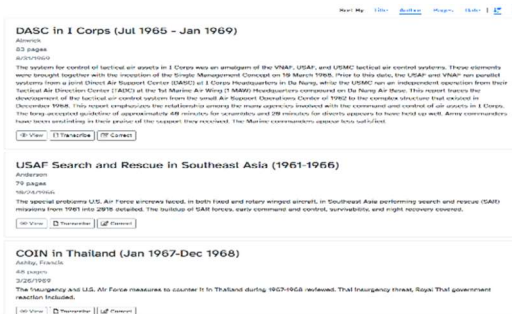 Sort By: Title Author Pages Date |
DASC in I Corps (Jul 1965 - Jan 1969)
83 pages
8/31/1969
The system for control of tactical air assets in I Corps was an amalgam of the VNAF, USAF, and USMC tactical air control systems. These elements
were brought together with the inception of the Single Management Concept on 10 March 1968. Prior to this date, the USAF and VNAF ran parallel
systems from a joint Direct Air Support Center (DASC) at I Corps Headquarters in Da Nang, while the USMC ran an independent operation from their
Tactical Air Direction Center (TADC) at the 1st Marine Air Wing (1 MAW) Headquarters compound on Da Nang Air Base. This report traces the
development of the tactical air control system from the small Air Support Operations Center of 1962 to the complex structure that existed in
December 1968. This report emphasizes the relationship among the many agencies involved with the command and control of air assets in I Corps.
The long-accepted guideline of approximately 40 minutes for scrambles and 20 minutes for diverts appears to have held up well. Army commanders
have been unstinting in their praise of the support they received. The Marine commanders appear less satisfied.
View Transcribe Correct
USAF Search and Rescue in Southeast Asia (1961-1966)
Anderson
79 pages
10/24/1966
The special problems U.S. Air Force aircrews faced, in both fixed and rotary winged aircraft, in Southeast Asia performing search and rescue (SAR)
missions from 1961 into detailed. The buildup of SAR forces, early command and control, survivability, and night recovery covered.
View Transcribe Correct
COIN in Thailand (Jan 1967-Dec 1968)
Ashby, Francis
48 pages
3/26/1969
The insurgency and U.S. Air Force measures to counter it in Thailand during 1967-1968 reviewed. Thai insurgency threat, Royal Thai government
reaction included.
View Transcribe Correct